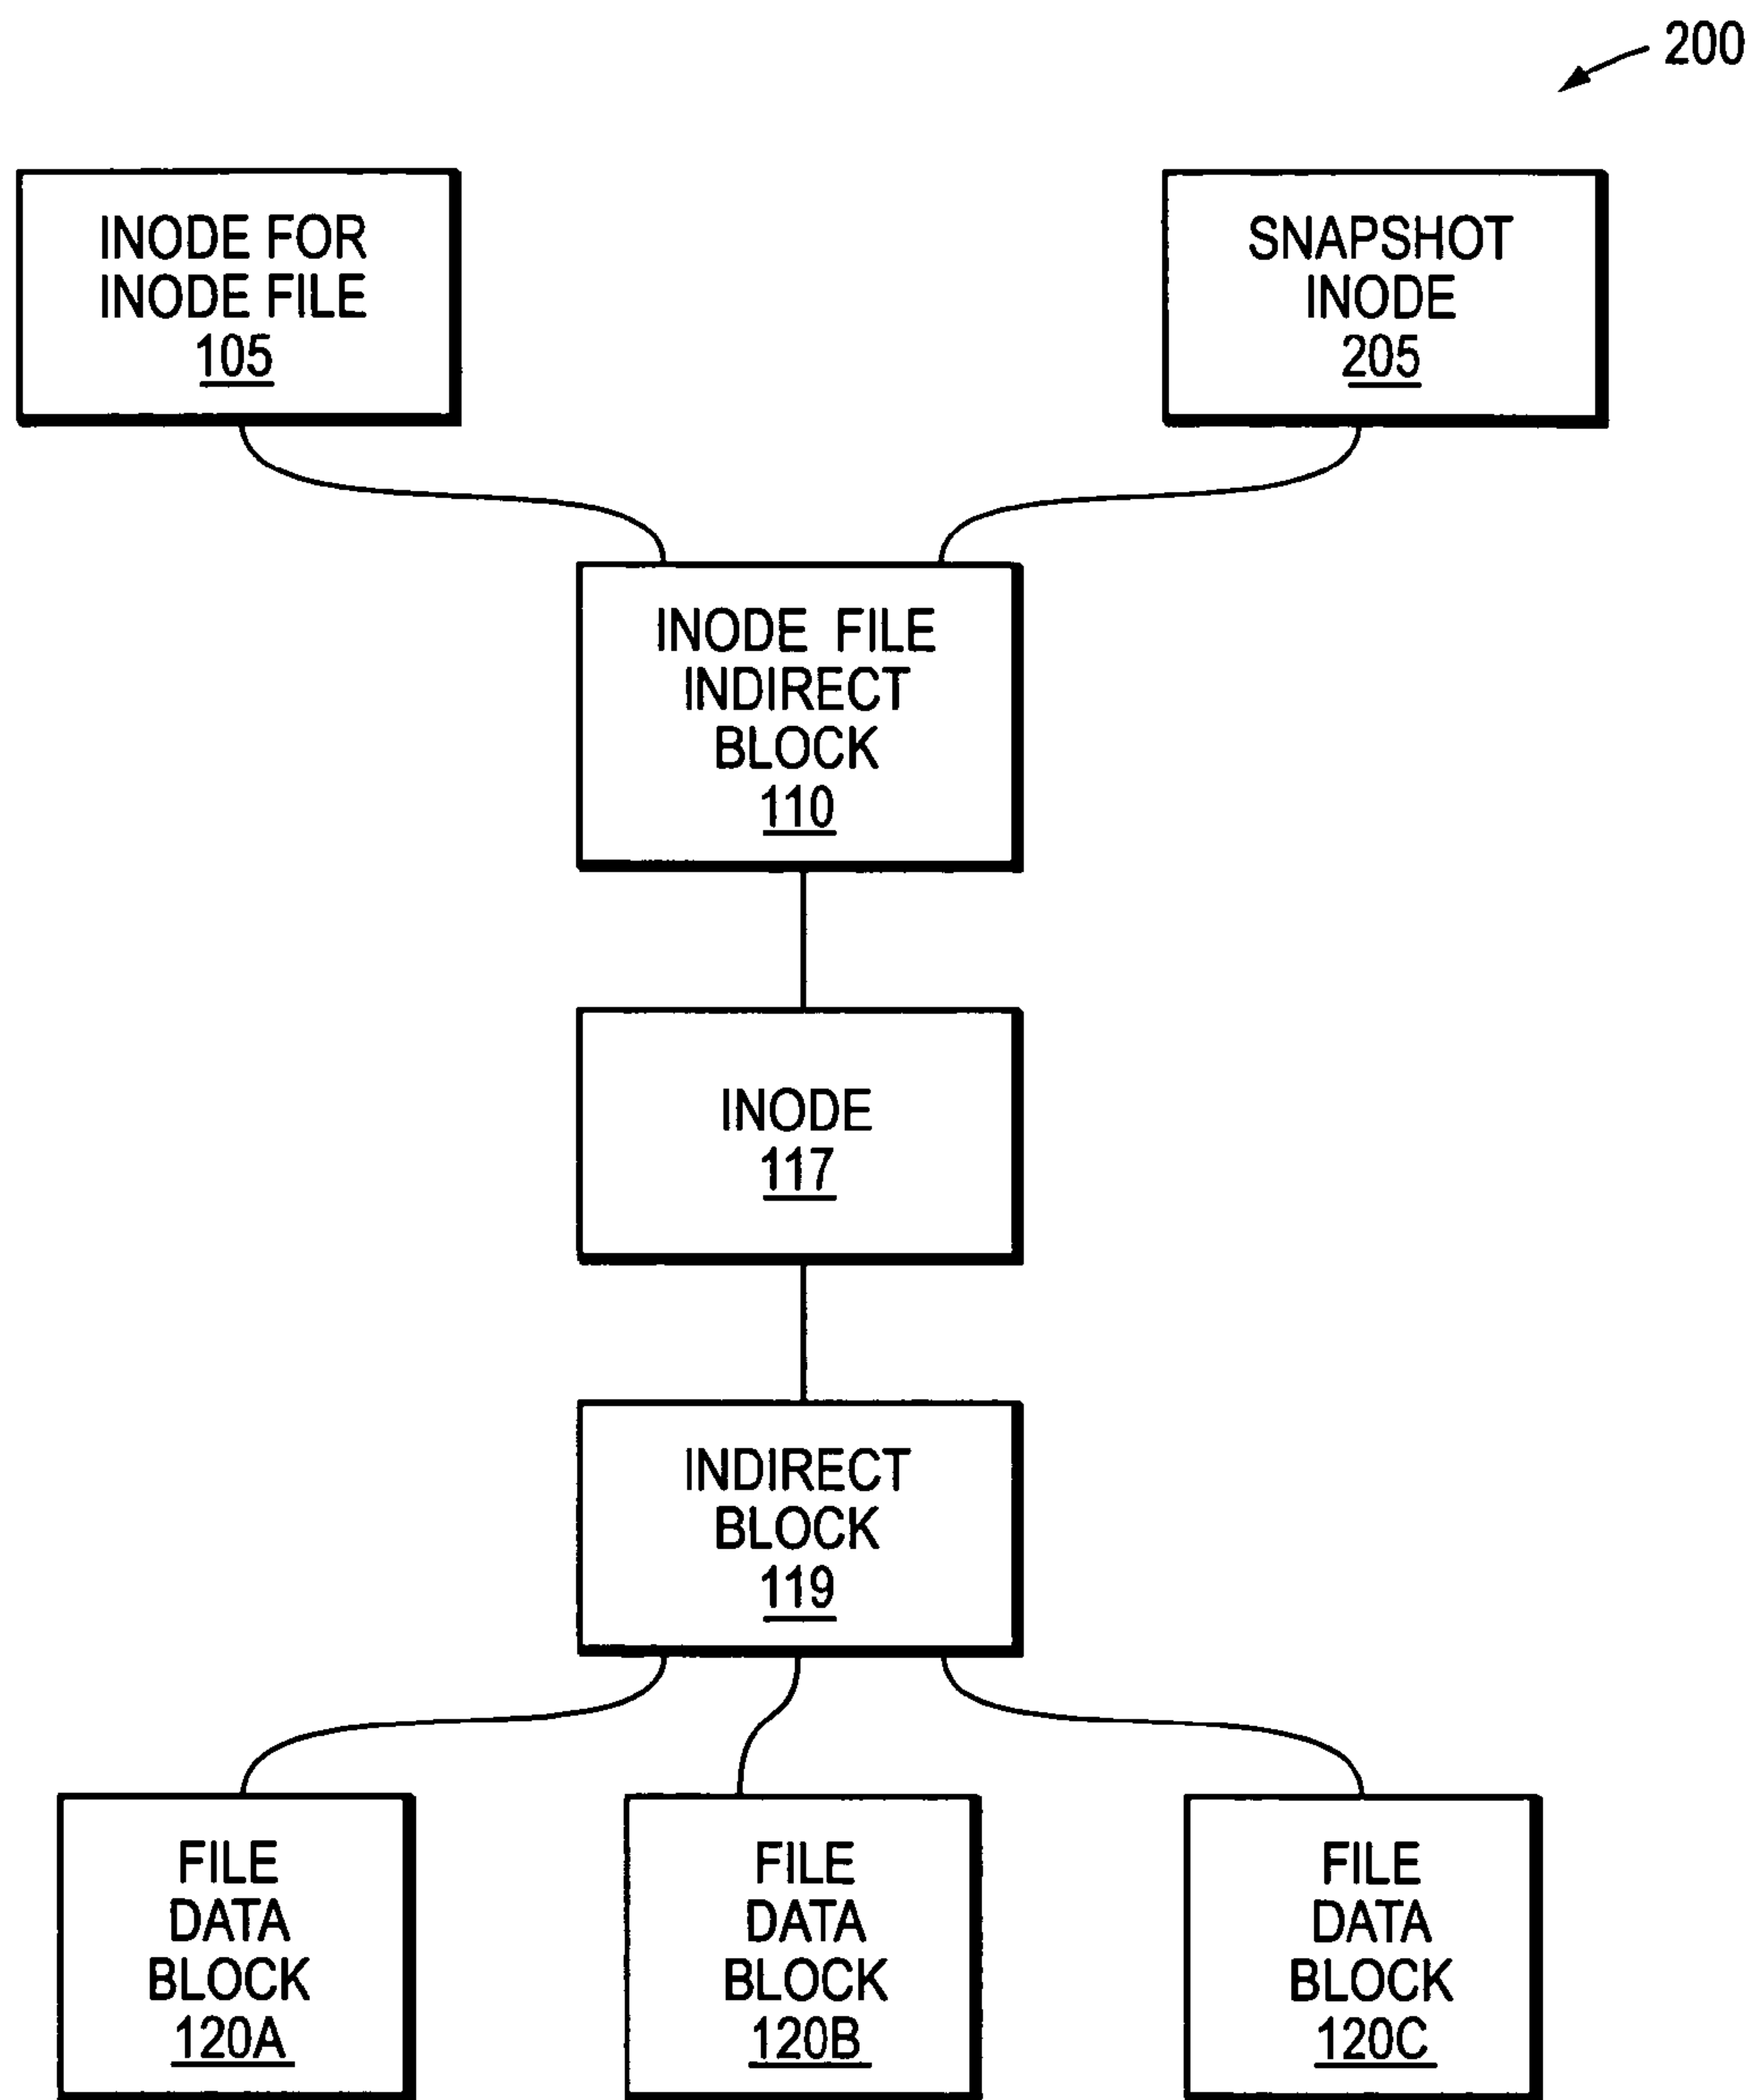 200
INODE FOR
INODE FILE
105
SNAPSHOT
INODE
205
INODE FILE
INDIRECT
BLOCK
110
INODE
117
INDIRECT
BLOCK
119
FILE
DATA
BLOCK
120A
FILE
DATA
BLOCK
120B
FILE
DATA
BLOCK
120C